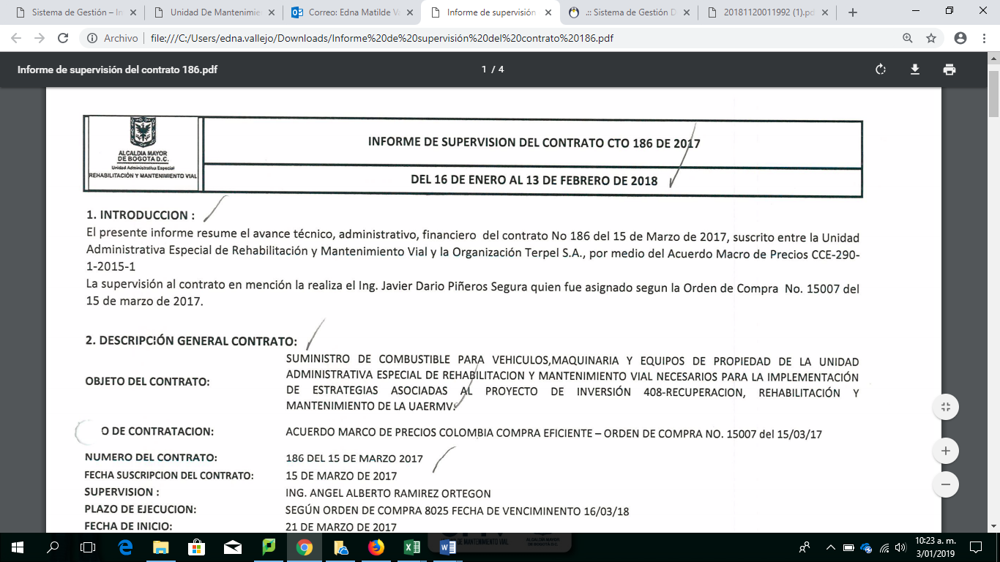 Sistema de Gestión – In
Unidad De Mantenimie
Correo: Edna Matilde Va
Informe de supervisión
.:: Sistema de Gestión D
20181120011992 (1).pd
Archivo
file:///C:/Users/edna.vallejo/Downloads/Informe%20de%20supervisión%20del%20contrato%20186.pdf
Informe de supervisión del contrato 186.pdf
1 / 4
ALCALDIA MAYOR
DE BOGOTA D.C.
Unidad Administrativa Especial
REHABILITACIÓN Y MANTENIMIENTO VIAL
INFORME DE SUPERVISION DEL CONTRATO CTO 186 DE 2017
DEL 16 DE ENERO AL 13 DE FEBRERO DE 2018
1. INTRODUCCION :
El presente informe resume el avance técnico, administrativo, financiero del contrato No 186 del 15 de Marzo de 2017, suscrito entre la Unidad
Administrativa Especial de Rehabilitación y Mantenimiento Vial y la Organización Terpel S.A., por medio del Acuerdo Macro de Precios CCE-290-
1-2015-1
La supervisión al contrato en mención la realiza el Ing. Javier Dario Piñeros Segura quien fue asignado segun la Orden de Compra No. 15007 del
15 de marzo de 2017.
2. DESCRIPCIÓN GENERAL CONTRATO:
OBJETO DEL CONTRATO:
SUMINISTRO DE COMBUSTIBLE PARA VEHICULOS,MAQUINARIA Y EQUIPOS DE PROPIEDAD DE LA UNIDAD
ADMINISTRATIVA ESPECIAL DE REHABILITACION Y MANTENIMIENTO VIAL NECESARIOS PARA LA IMPLEMENTACIÓN
DE ESTRATEGIAS ASOCIADAS AL PROYECTO DE INVERSIÓN 408-RECUPERACION, REHABILITACIÓN Y
MANTENIMIENTO DE LA UAERMV.
O DE CONTRATACION: ACUERDO MARCO DE PRECIOS COLOMBIA COMPRA EFICIENTE – ORDEN DE COMPRA NO. 15007 del 15/03/17
NUMERO DEL CONTRATO: 186 DEL 15 DE MARZO 2017
FECHA SUSCRIPCION DEL CONTRATO: 15 DE MARZO DE 2017
SUPERVISION : ING. ANGEL ALBERTO RAMIREZ ORTEGON
PLAZO DE EJECUCION: SEGÚN ORDEN DE COMPRA 8025 FECHA DE VENCIMINENTO 16/03/18
FECHA DE INICIO: 21 DE MARZO DE 2017
10:23 a. m.
3/01/2019